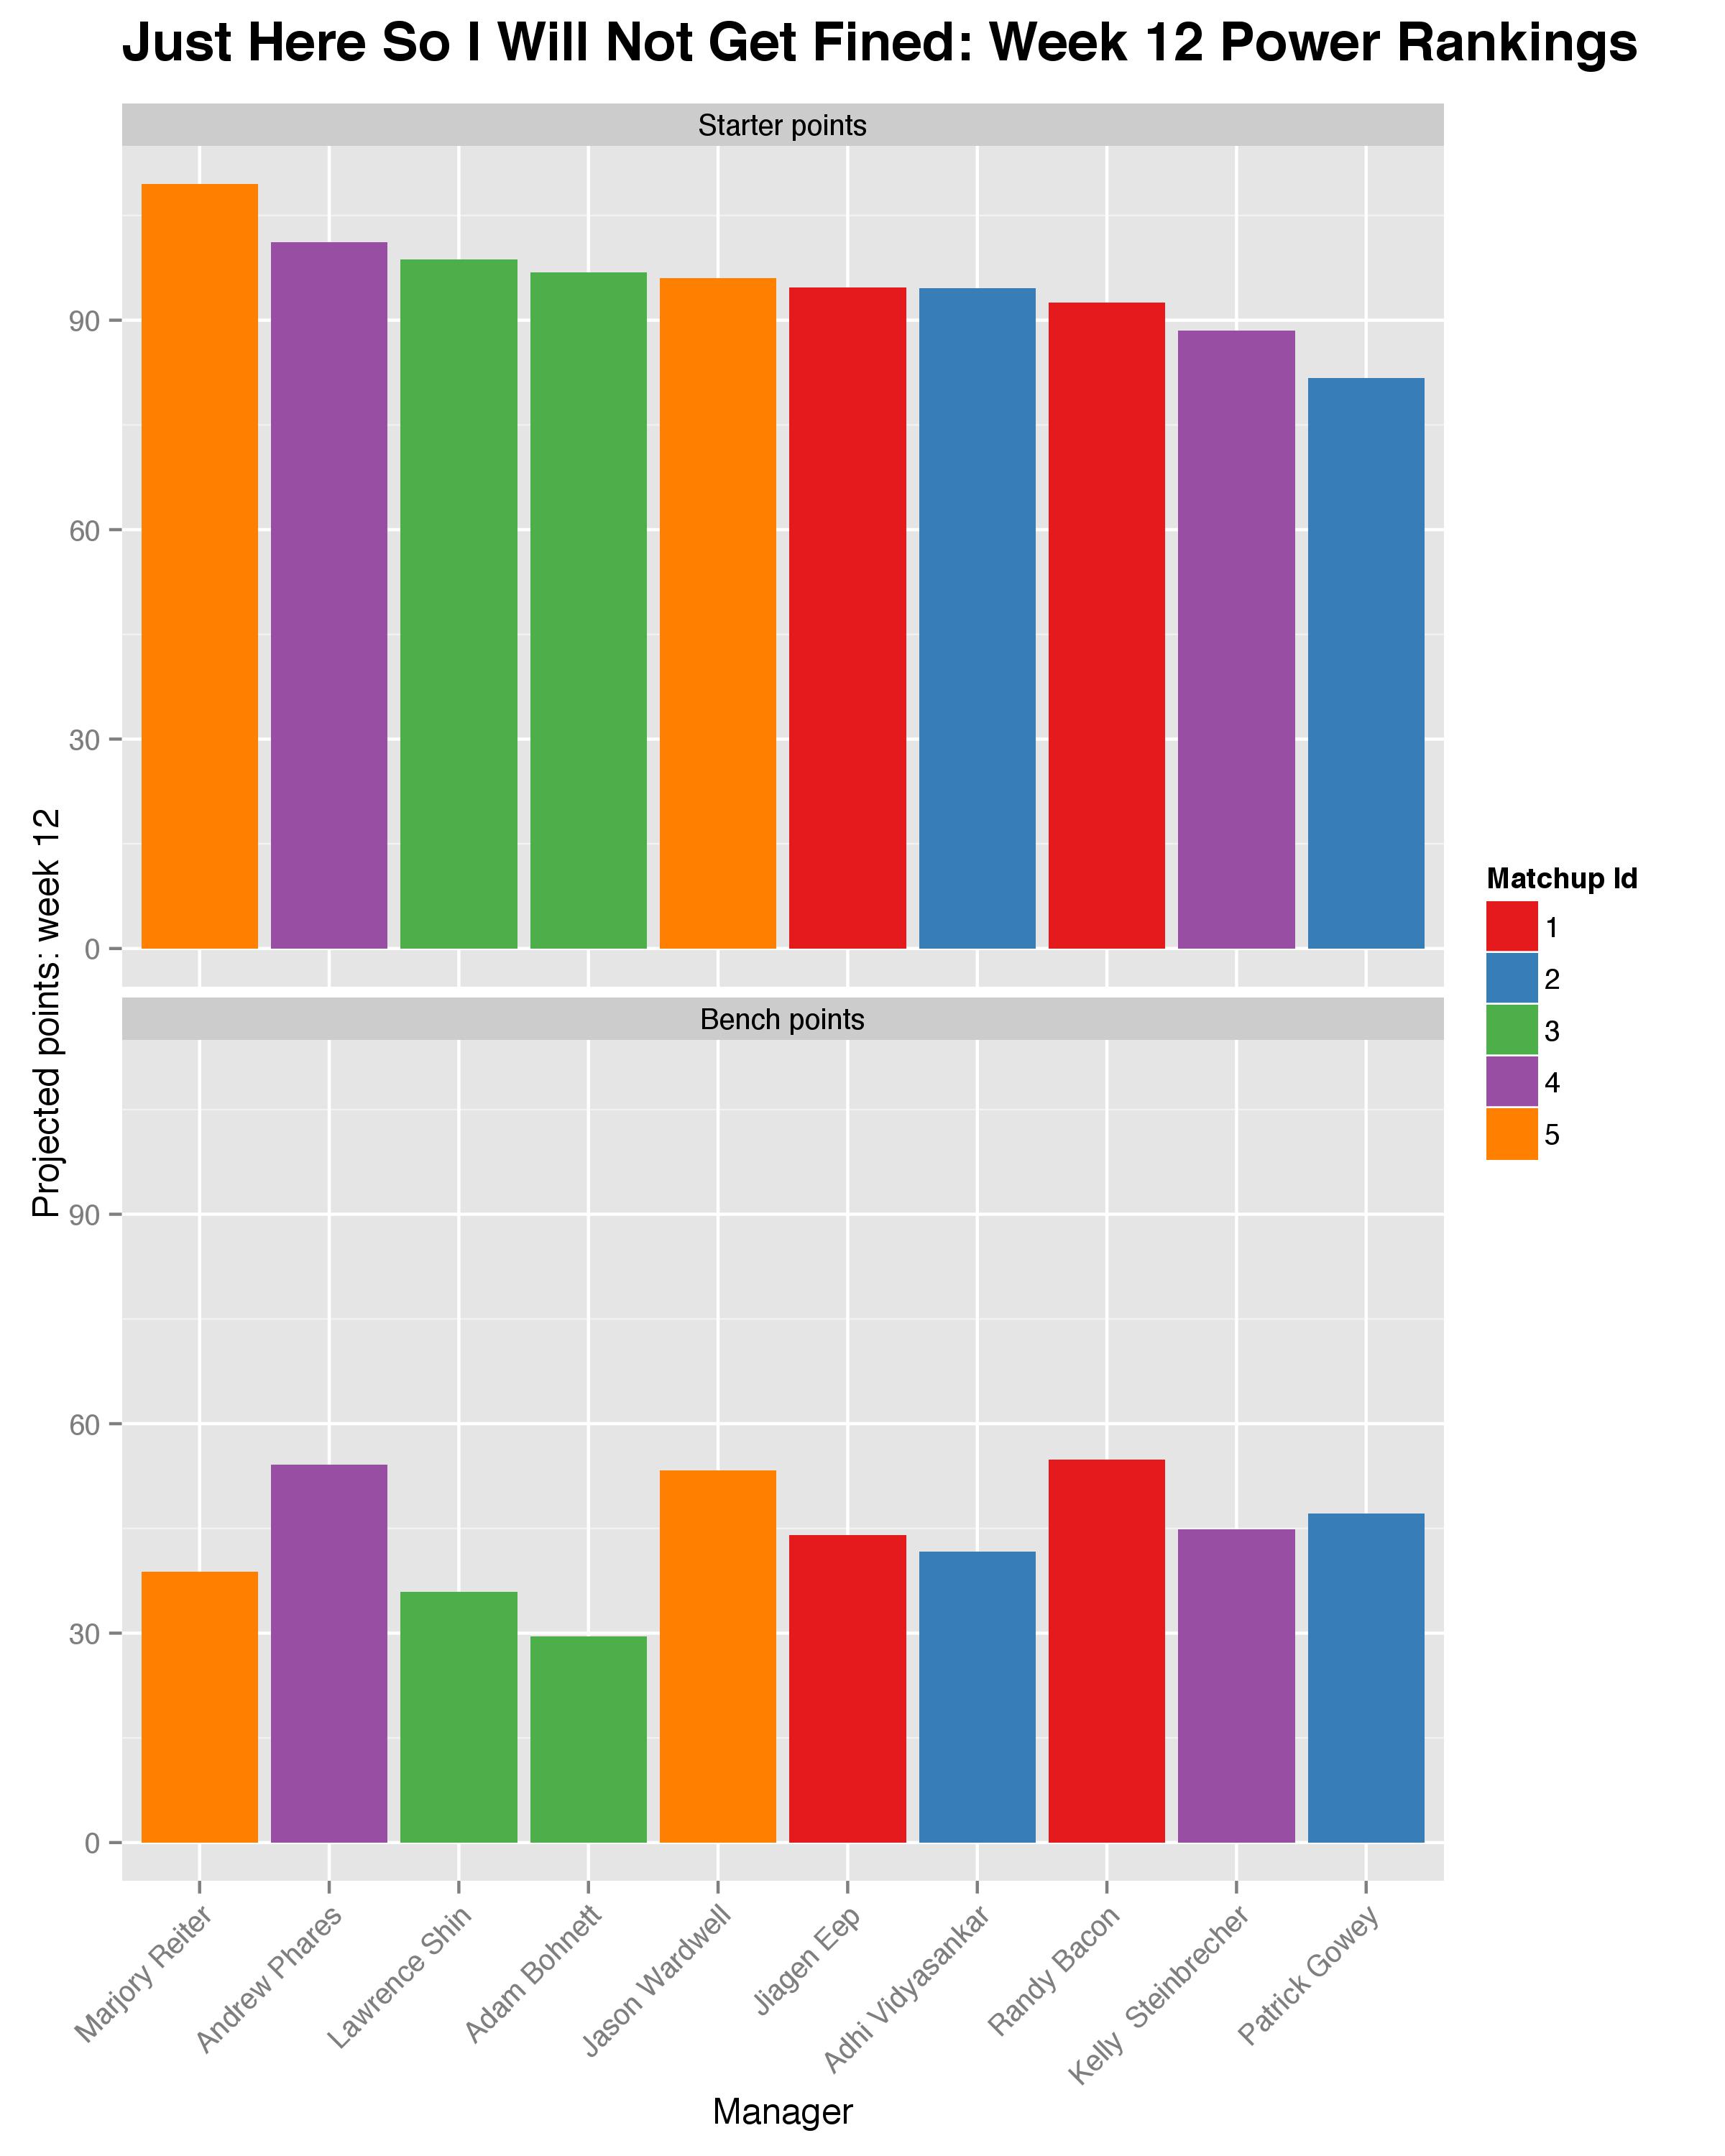 Just Here So I Will Not Get Fined: Week 12 Power Rankings
Starter points
90
60
30
0
Bench points
90
60
30
0
Projected points: week 12
Marjory Reiter
Andrew Phares
Lawrence Shin
Adam Bohnett
Jason Wardwell
Jiagen Eep
Adhi Vidyasankar
Randy Bacon
Kelly  Steinbrecher
Patrick Gowey
Manager
Matchup Id
1
2
3
4
5